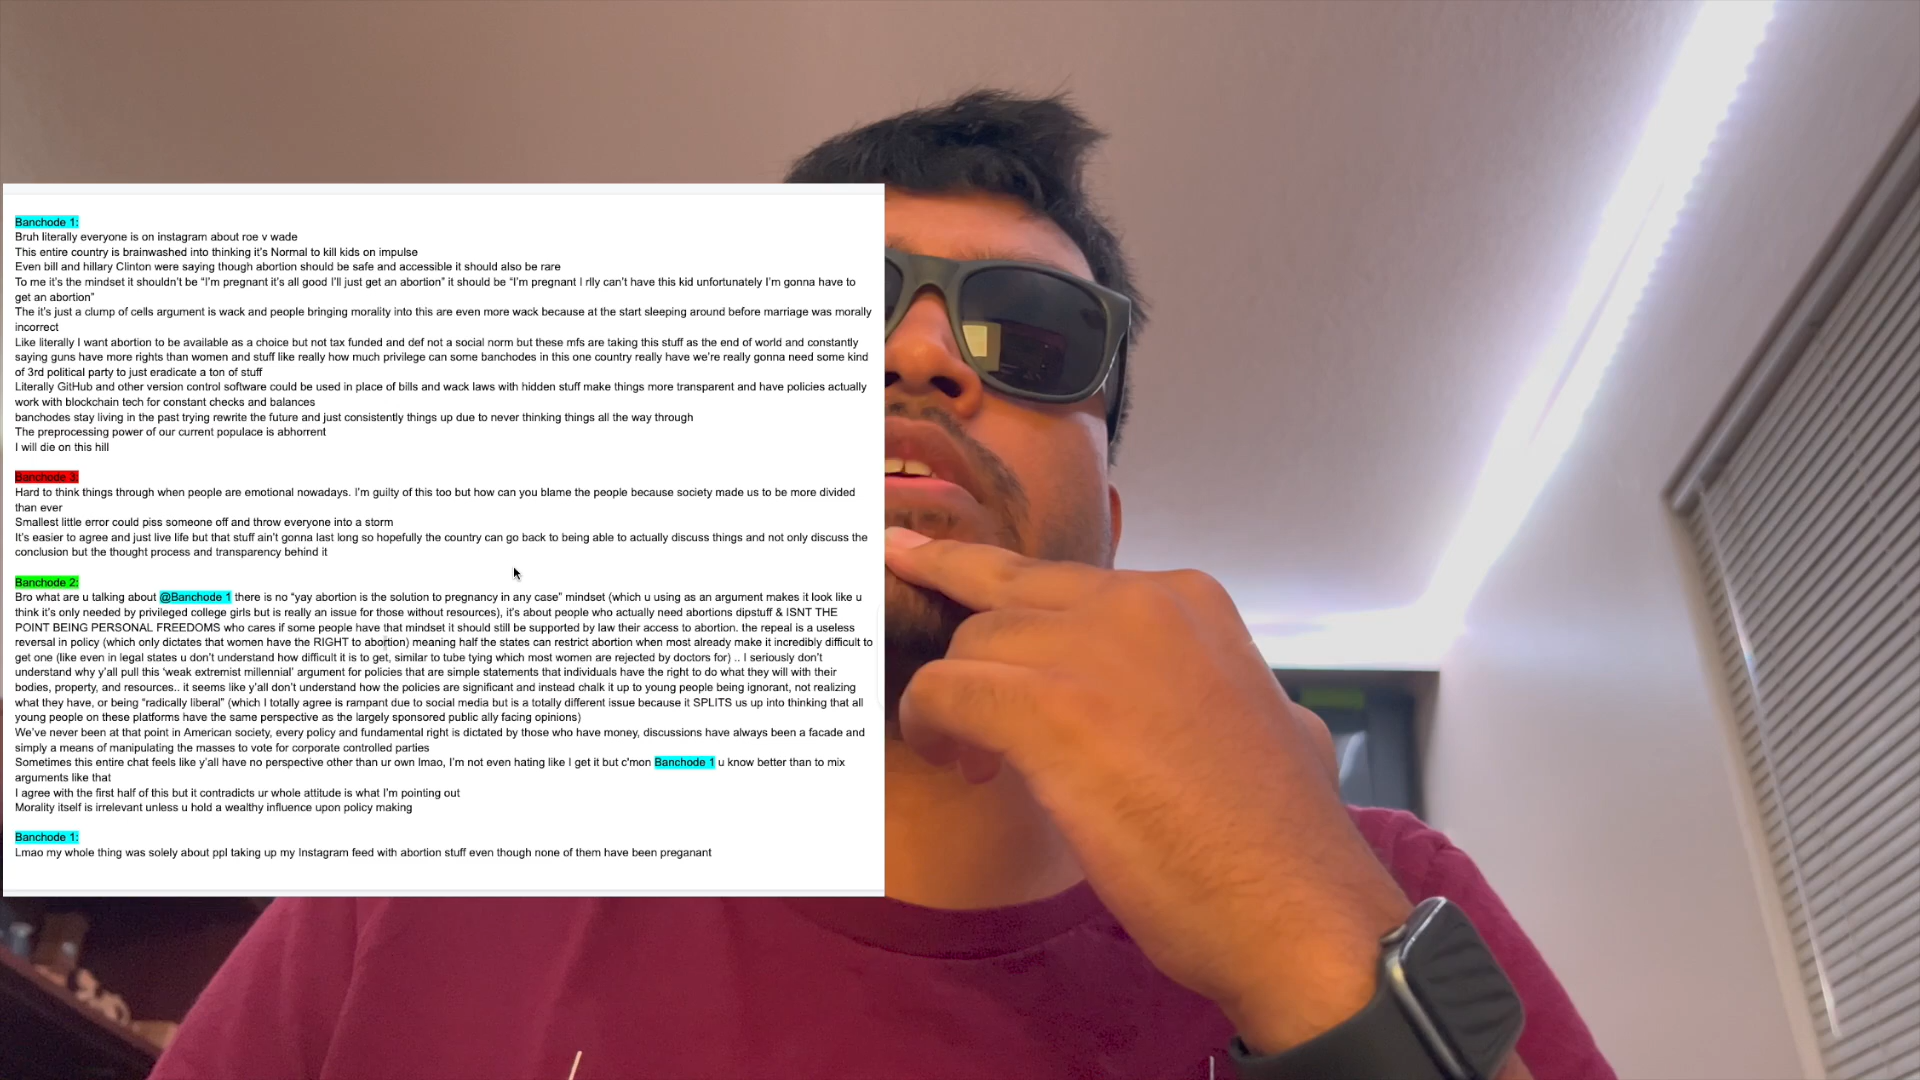 Banchode 1:
Bruh literally everyone is on instagram about roe v wade
This entire country is brainwashed into thinking it's Normal to kill kids on impulse
Even bill and hillary Clinton were saying though abortion should be safe and accessible it should also be rare
To me it's the mindset it shouldn't be “I'm pregnant it's all good I'll just get an abortion” it should be “I'm pregnant I rlly can't have this kid unfortunately I'm gonna have to
get an abortion”
The it's just a clump of cells argument is wack and people bringing morality into this are even more wack because at the start sleeping around before marriage was morally
incorrect
Like literally I want abortion to be available as a choice but not tax funded and def not a social norm but these mfs are taking this stuff as the end of world and constantly
saying guns have more rights than women and stuff like really how much privilege can some banchodes in this one country really have we're really gonna need some kind
of 3rd political party to just eradicate a ton of stuff
Literally GitHub and other version control software could be used in place of bills and wack laws with hidden stuff make things more transparent and have policies actually
work with blockchain tech for constant checks and balances
banchodes stay living in the past trying rewrite the future and just consistently things up due to never thinking things all the way through
The preprocessing power of our current populace is abhorrent
I will die on this hill
Banchode 3:
Hard to think things through when people are emotional nowadays. I'm guilty of this too but how can you blame the people because society made us to be more divided
than ever
Smallest little error could piss someone off and throw everyone into a storm
It's easier to agree and just live life but that stuff ain't gonna last long so hopefully the country can go back to being able to actually discuss things and not only discuss the
conclusion but the thought process and transparency behind it
Banchode 2:
Bro what are u talking about @Banchode 1 there is no “yay abortion is the solution to pregnancy in any case” mindset (which u using as an argument makes it look like u
think it's only needed by privileged college girls but is really an issue for those without resources), it's about people who actually need abortions dipstuff & ISNT THE
POINT BEING PERSONAL FREEDOMS who cares if some people have that mindset it should still be supported by law their access to abortion. the repeal is a useless
reversal in policy (which only dictates that women have the RIGHT to abortion) meaning half the states can restrict abortion when most already make it incredibly difficult to
get one (like even in legal states u don't understand how difficult it is to get, similar to tube tying which most women are rejected by doctors for) .. I seriously don't
understand why y'all pull this ‘weak extremist millennial’ argument for policies that are simple statements that individuals have the right to do what they will with their
bodies, property, and resources.. it seems like y'all don't understand how the policies are significant and instead chalk it up to young people being ignorant, not realizing
what they have, or being “radically liberal” (which I totally agree is rampant due to social media but is a totally different issue because it SPLITS us up into thinking that all
young people on these platforms have the same perspective as the largely sponsored public ally facing opinions)
We've never been at that point in American society, every policy and fundamental right is dictated by those who have money, discussions have always been a facade and
simply a means of manipulating the masses to vote for corporate controlled parties
Sometimes this entire chat feels like y'all have no perspective other than ur own lmao, I'm not even hating like I get it but c'mon Banchode 1 u know better than to mix
arguments like that
I agree with the first half of this but it contradicts ur whole attitude is what I'm pointing out
Morality itself is irrelevant unless u hold a wealthy influence upon policy making
Banchode 1:
Lmao my whole thing was solely about ppl taking up my Instagram feed with abortion stuff even though none of them have been preganant